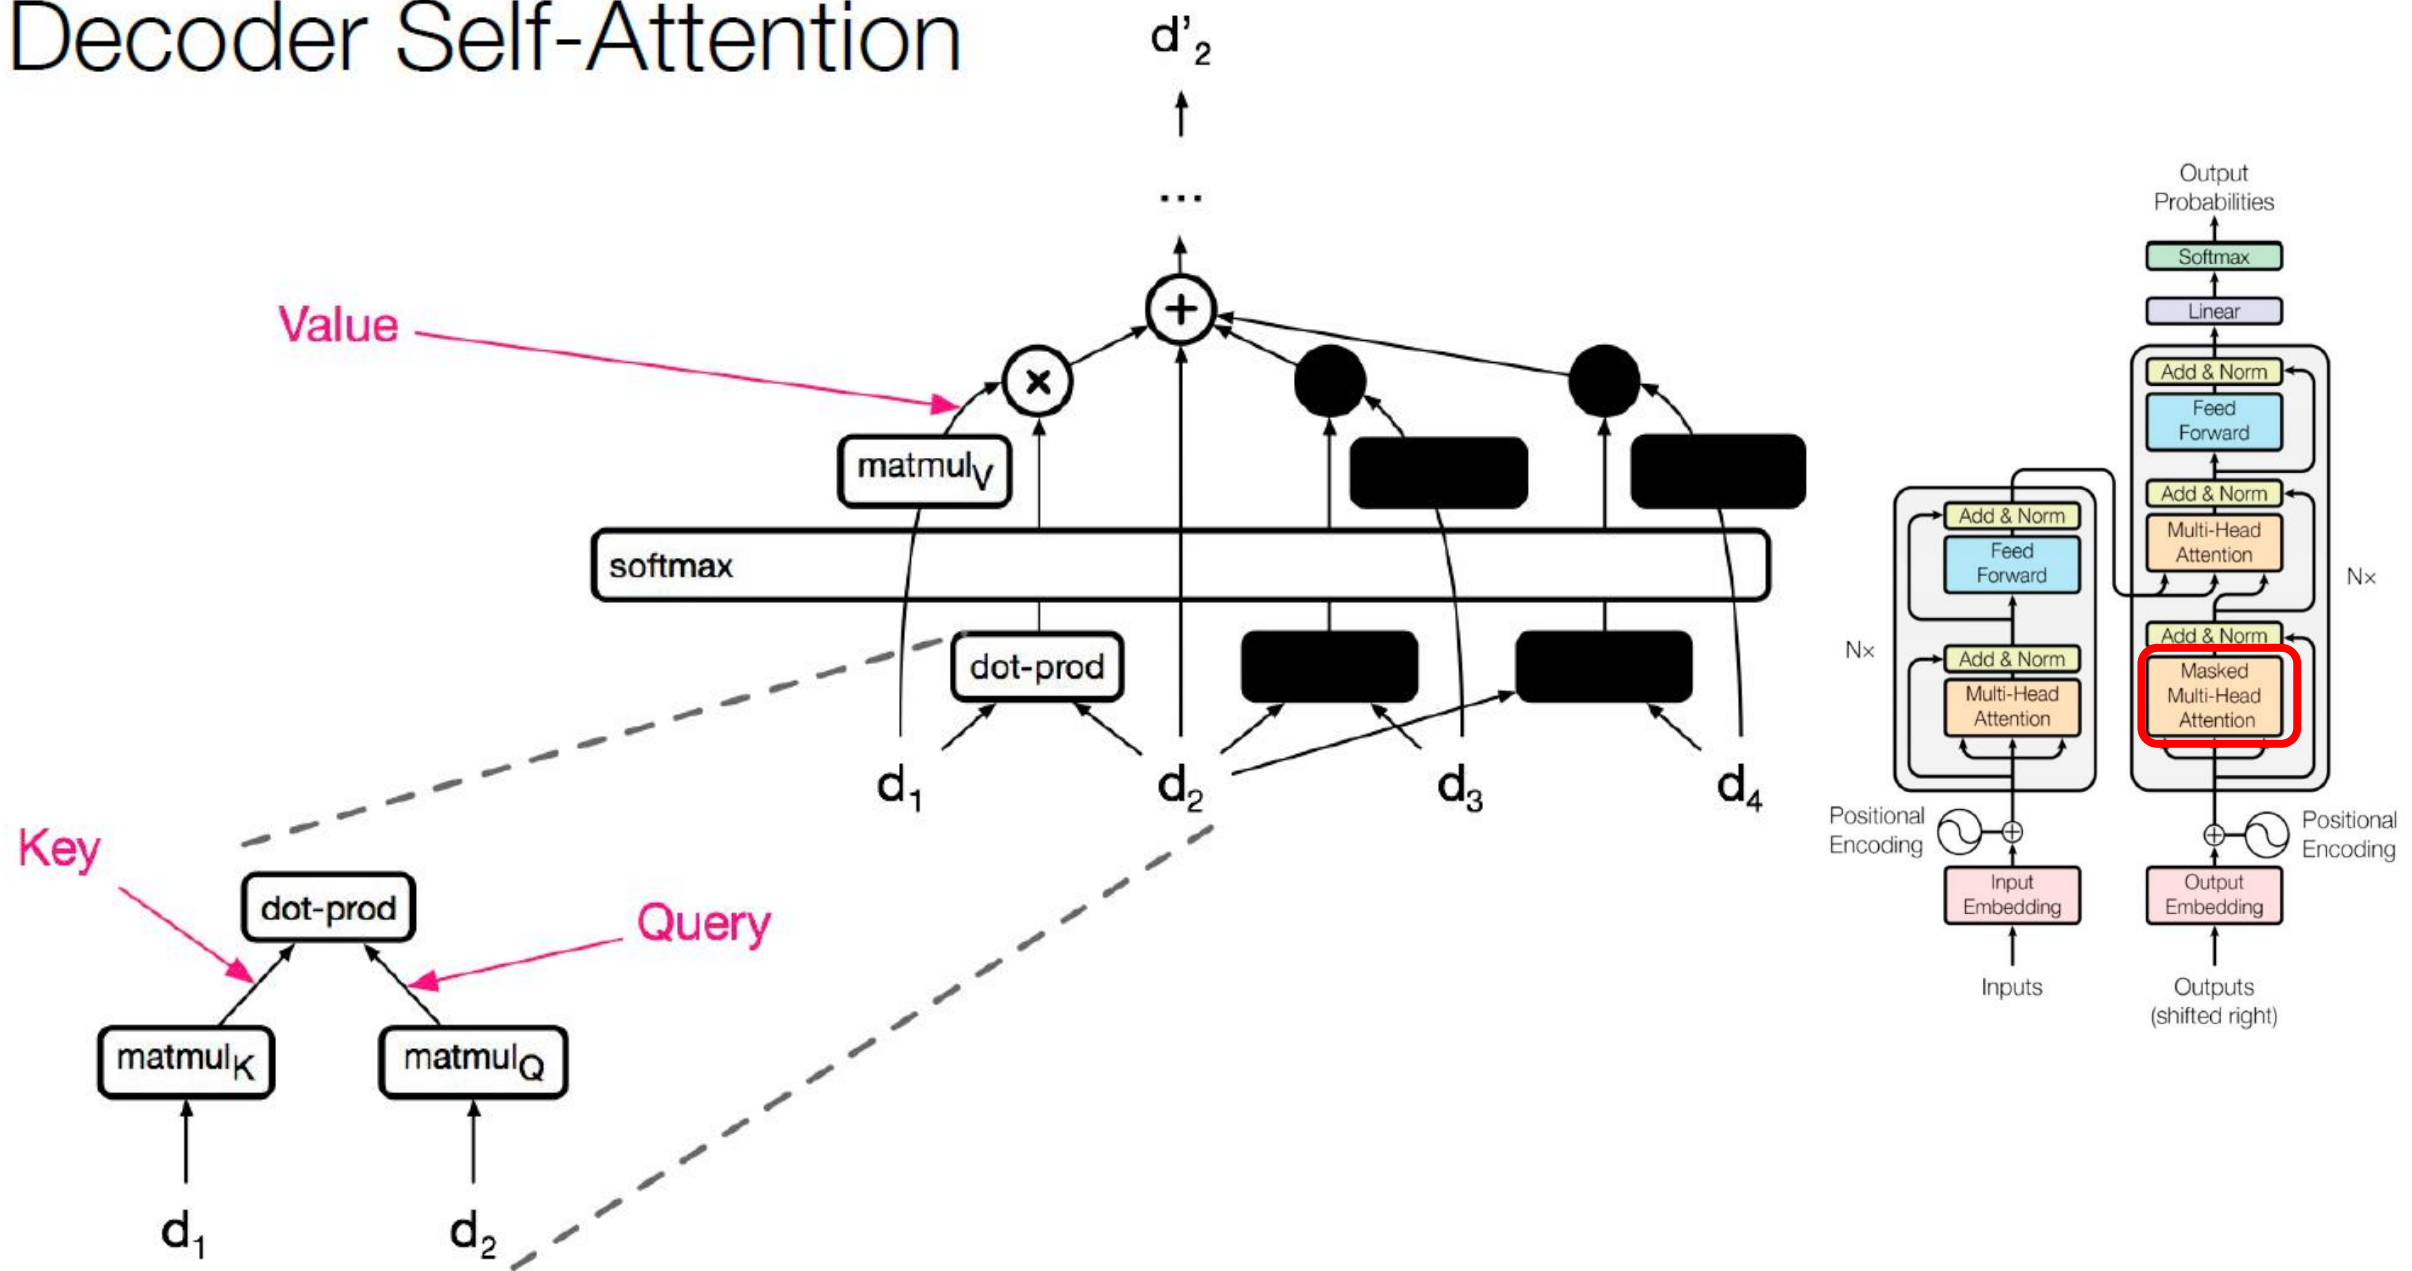 Decoder Self-Attention
d'2
...
+
Value
×
matmulV
softmax
dot-prod
d1
d2
d3
d4
Key
dot-prod
Query
matmulK
matmulQ
d1
d2
Output
Probabilities
Softmax
Linear
Add & Norm
Feed
Forward
Add & Norm
Multi-Head
Attention
Nx
Add & Norm
Masked
Multi-Head
Attention
Add & Norm
Feed
Forward
Nx
Add & Norm
Multi-Head
Attention
Positional
Encoding
Positional
Encoding
Input
Embedding
Output
Embedding
Inputs
Outputs
(shifted right)